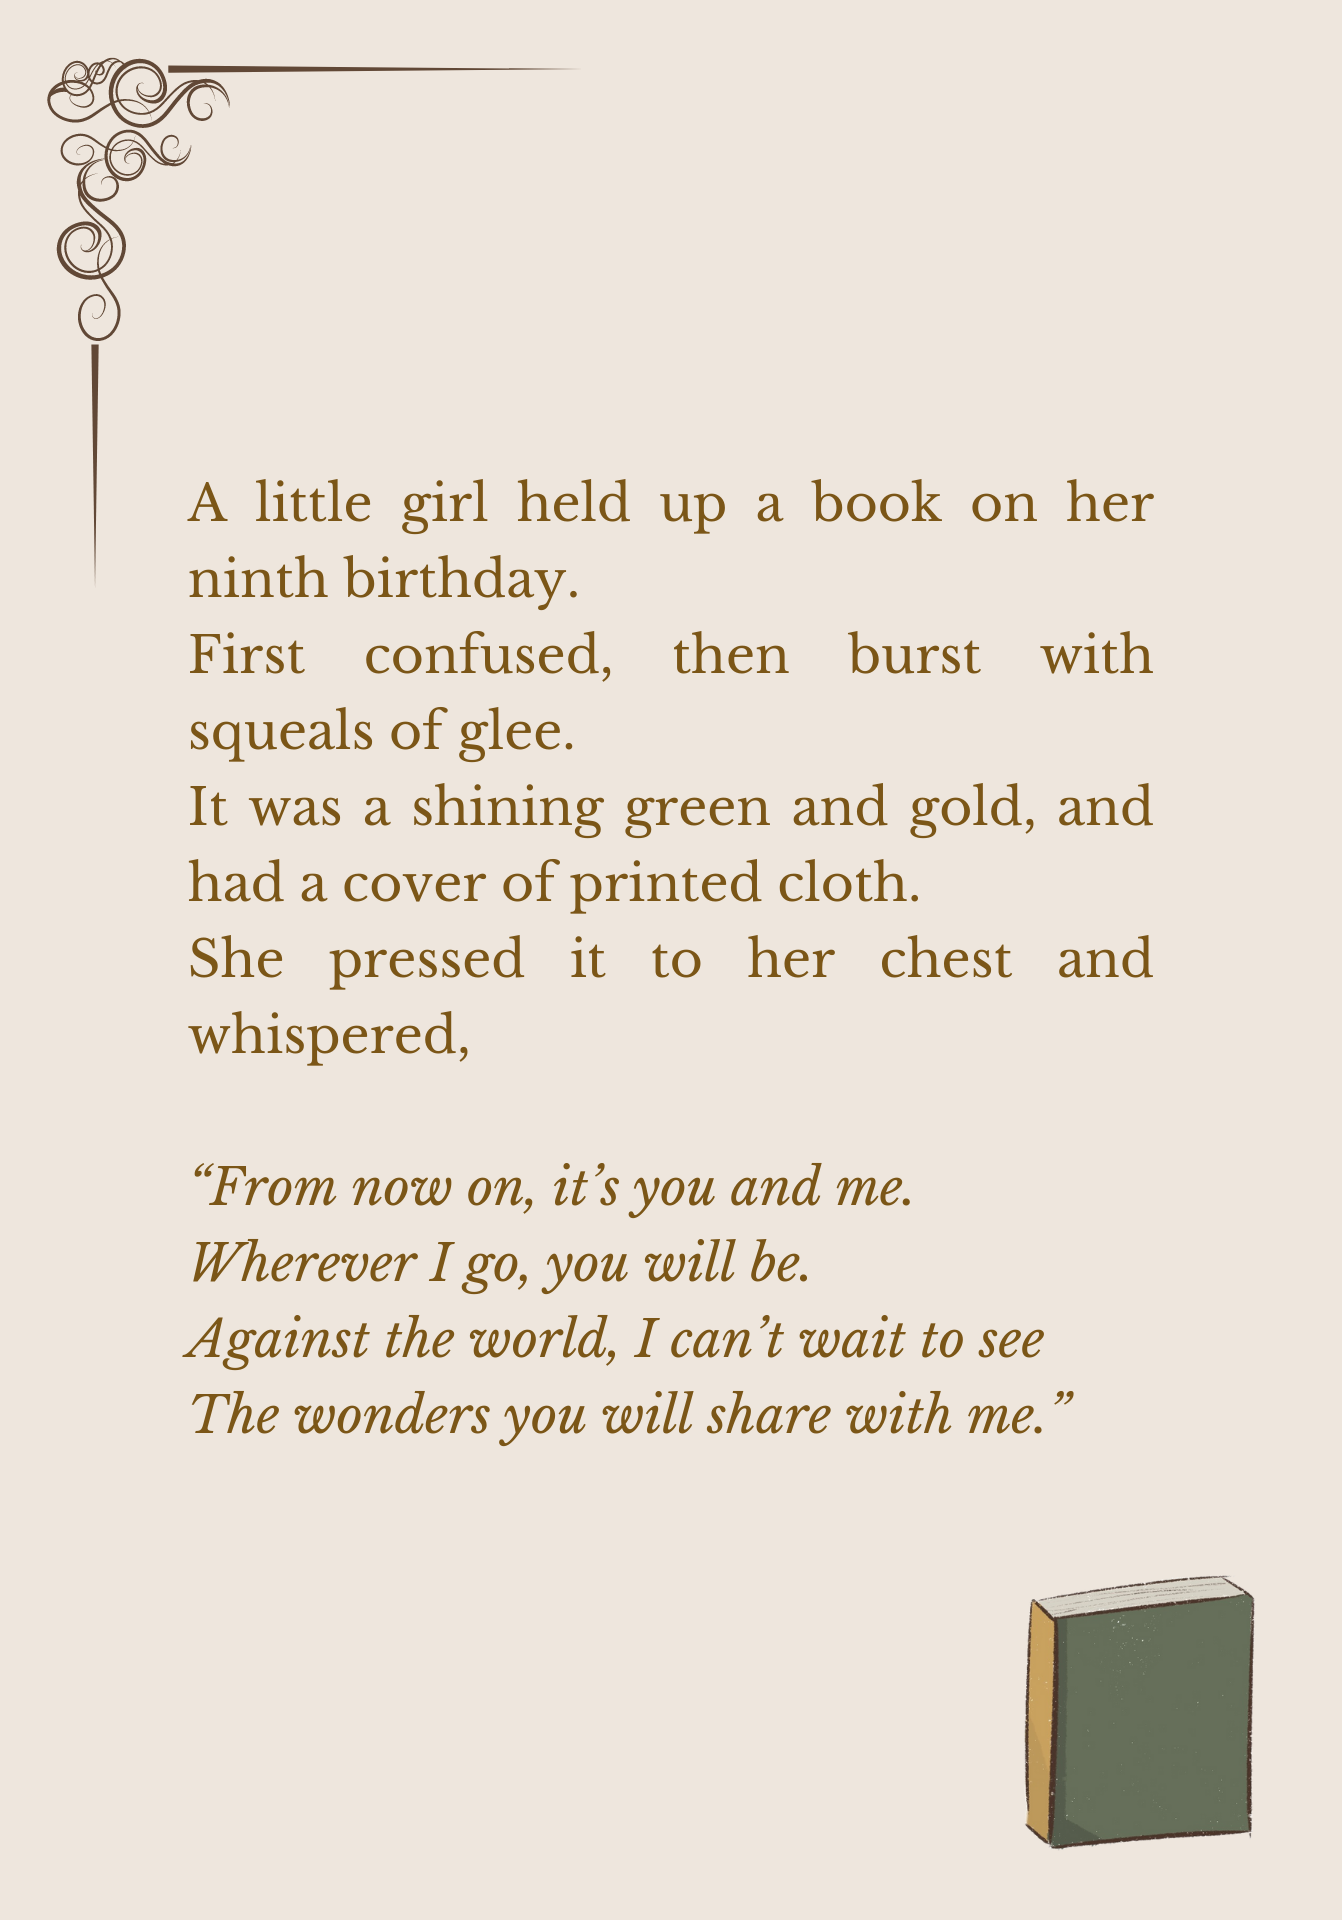 A little girl held up a book on her
ninth birthday.
First confused, then burst with
squeals of glee.
It was a shining green and gold, and
had a cover of printed cloth.
She pressed it to her chest and
whispered,
“From now on, it’s you and me.
Wherever I go, you will be.
Against the world, I can’t wait to see
The wonders you will share with me.”